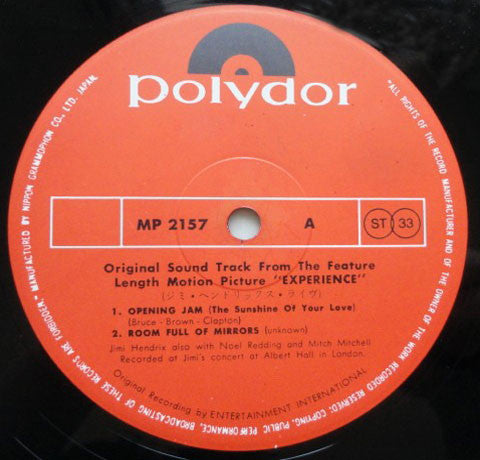 polydor
MP 2157
A
ST 33
Original Sound Track From The Feature
Length Motion Picture "EXPERIENCE"
(ジミ・ヘンドリックス・ライヴ)
1. OPENING JAM (The Sunshine Of Your Love)
(Bruce - Brown - Clapton)
2. ROOM FULL OF MIRRORS (unknown)
Jimi Hendrix also with Noel Redding and Mitch Mitchell
Recorded at Jimi's concert at Albert Hall in London.
Original Recording by ENTERTAINMENT INTERNATIONAL
"ALL RIGHTS OF THE RECORD MANUFACTURER AND OF THE OWNER OF THE WORK RECORDED RESERVED; COPYING, PUBLIC PERFORMANCE, BROADCASTING OF THESE RECORDS ARE FORBIDDEN" MANUFACTURED BY NIPPON GRAMMOPHON CO., LTD. JAPAN.